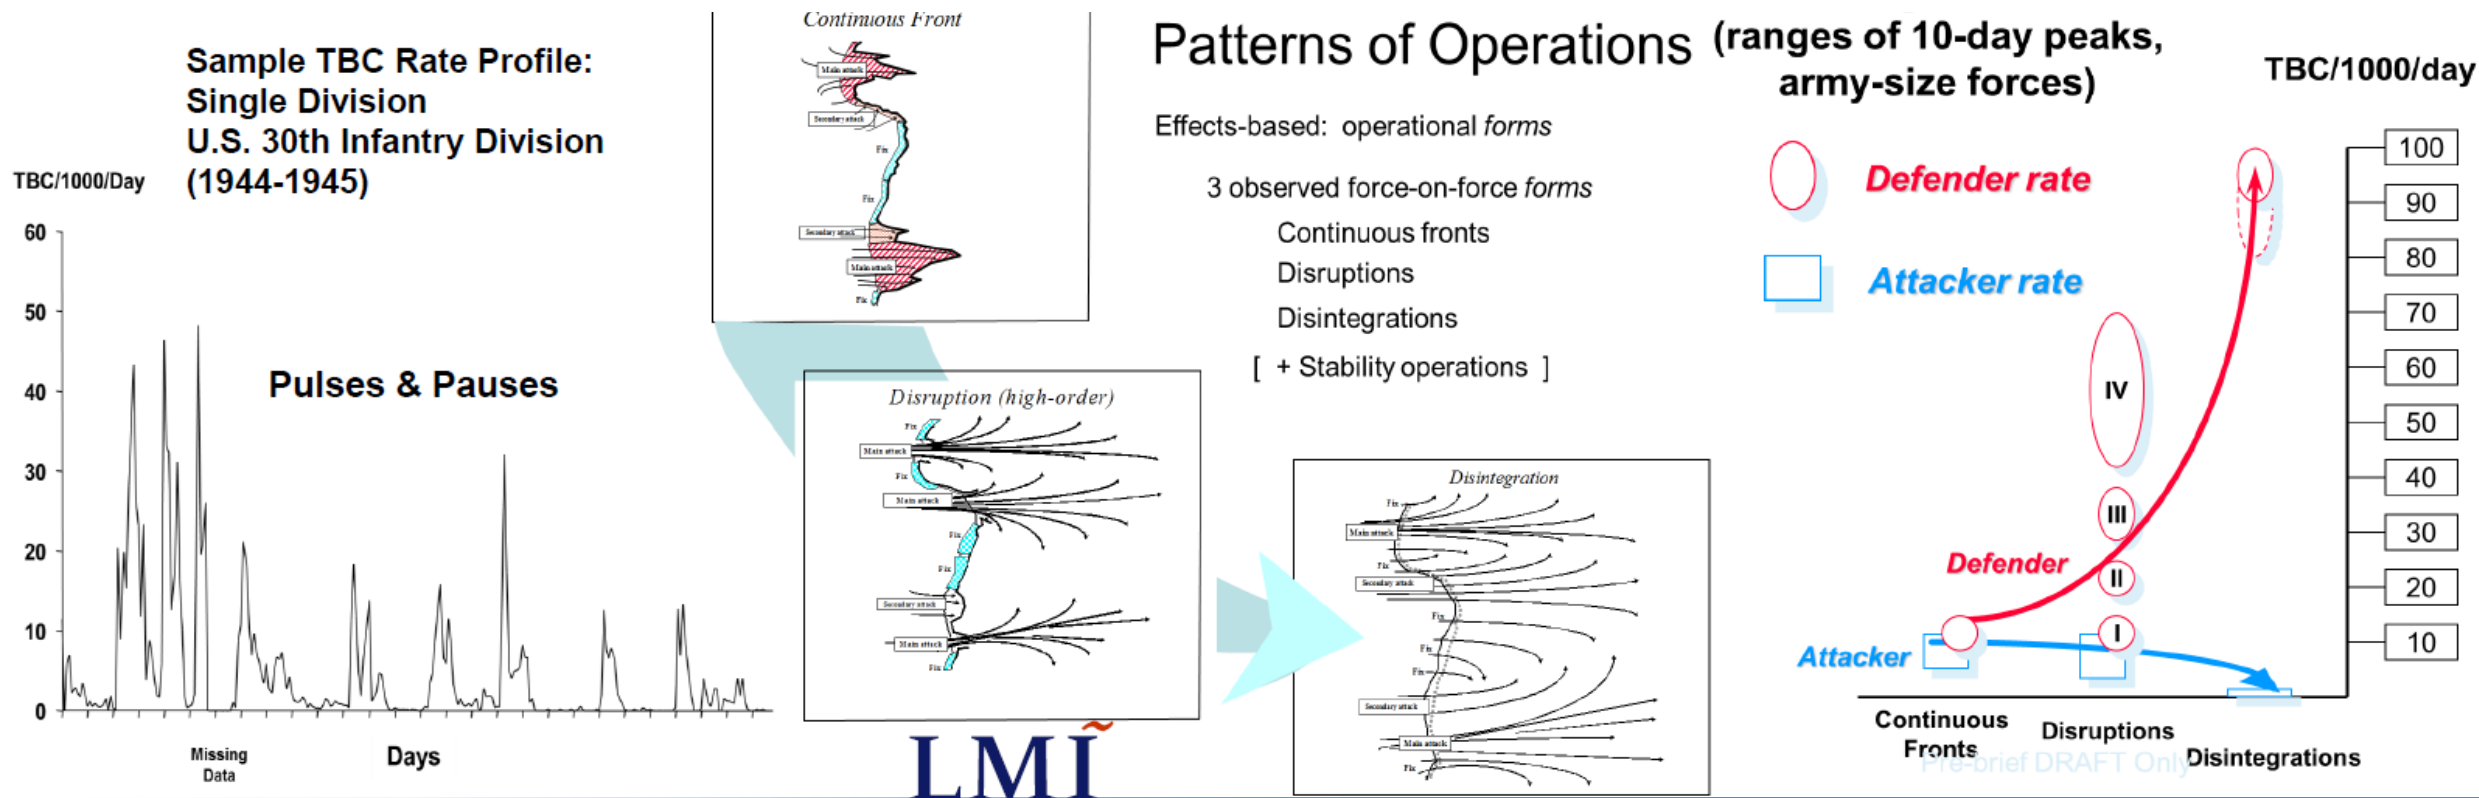 Sample TBC Rate Profile:
Single Division
U.S. 30th Infantry Division
(1944-1945)
TBC/1000/Day
60
50
40
30
20
10
0
Pulses & Pauses
Missing
Data
Days
Continuous Front
Main attack
Secondary attack
Fix
Fix
Secondary attack
Main attack
Fix
Disruption (high-order)
Fix
Main attack
Fix
Main attack
Fix
Fix
Secondary attack
Main attack
Fix
LMI
Patterns of Operations
Effects-based: operational forms
3 observed force-on-force forms
Continuous fronts
Disruptions
Disintegrations
[ + Stability operations ]
Disintegration
Fix
Main attack
Fix
Secondary attack
Fix
Fix
Fix
Secondary attack
Main attack
Fix
(ranges of 10-day peaks,
army-size forces)
TBC/1000/day
Defender rate
Attacker rate
100
90
80
70
60
50
40
30
20
10
IV
III
II
I
Defender
Attacker
Continuous
Fronts
Disruptions
Disintegrations
Pre-brief DRAFT Only